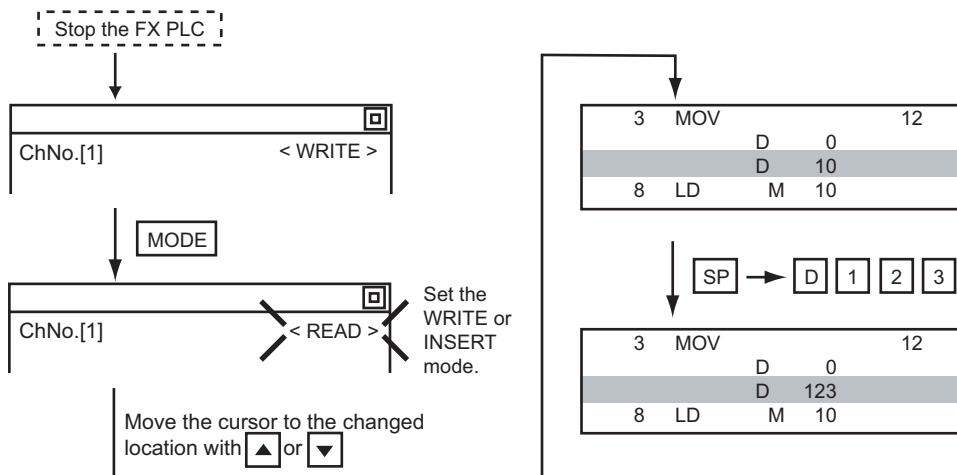 Stop the FX PLC
ChNo.[1] < WRITE >
MODE
ChNo.[1] < READ >
Set the
WRITE or
INSERT
mode.
Move the cursor to the changed
location with ▲ or ▼
3 MOV 12
D 0
D 10
8 LD M 10
SP D 1 2 3
3 MOV 12
D 0
D 123
8 LD M 10